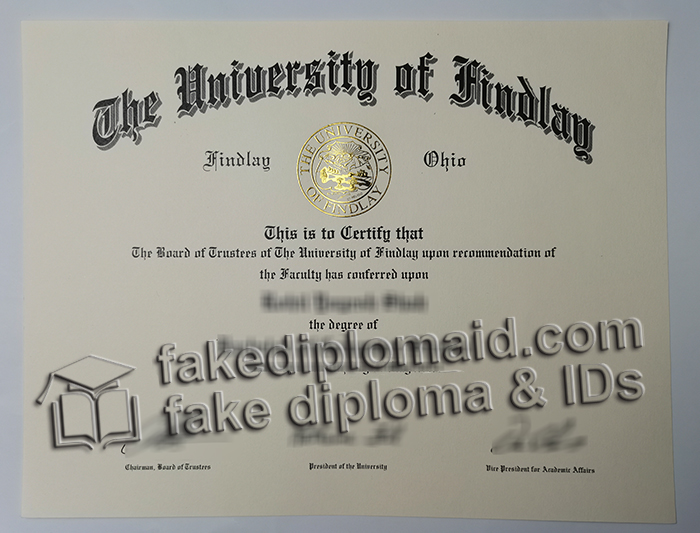 The University of Findlay
Findlay
Ohio
THE UNIVERSITY OF FINDLAY
This is to Certify that
The Board of Trustees of The University of Findlay upon recommendation of
the Faculty has conferred upon
the degree of
fakediplomaid.com
fake diploma & IDs
Chairman, Board of Trustees
President of the University
Vice President for Academic Affairs